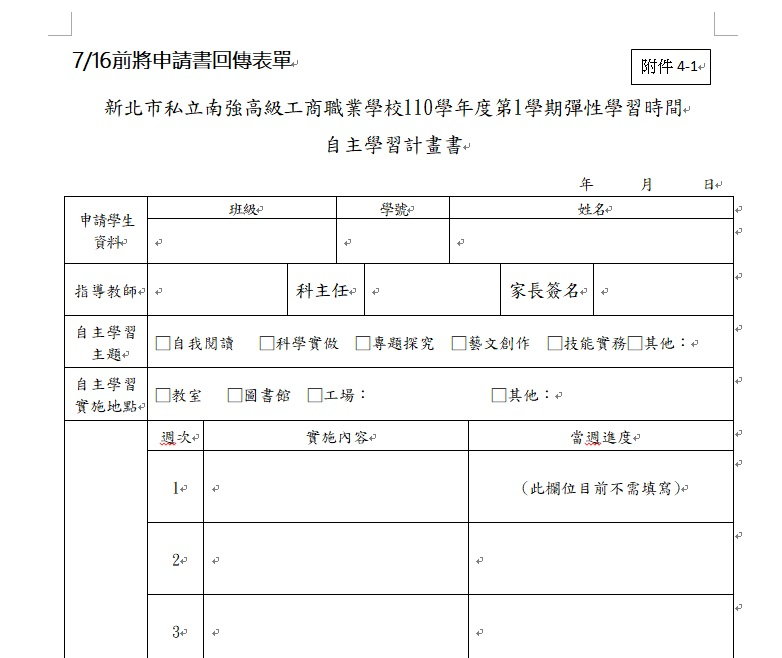 7/16前將申請書回傳表單
附件 4-1
新北市私立南強高級工商職業學校110學年度第1學期彈性學習時間
自主學習計畫書
年 月 日
申請學生
資料
班級 學號 姓名
指導教師 科主任 家長簽名
自主學習
主題
□自我閱讀 □科學實做 □專題探究 □藝文創作 □技能實務□其他：
自主學習
實施地點
□教室 □圖書館 □工場： □其他：
週次 實施內容 當週進度
1 （此欄位目前不需填寫）
2
3